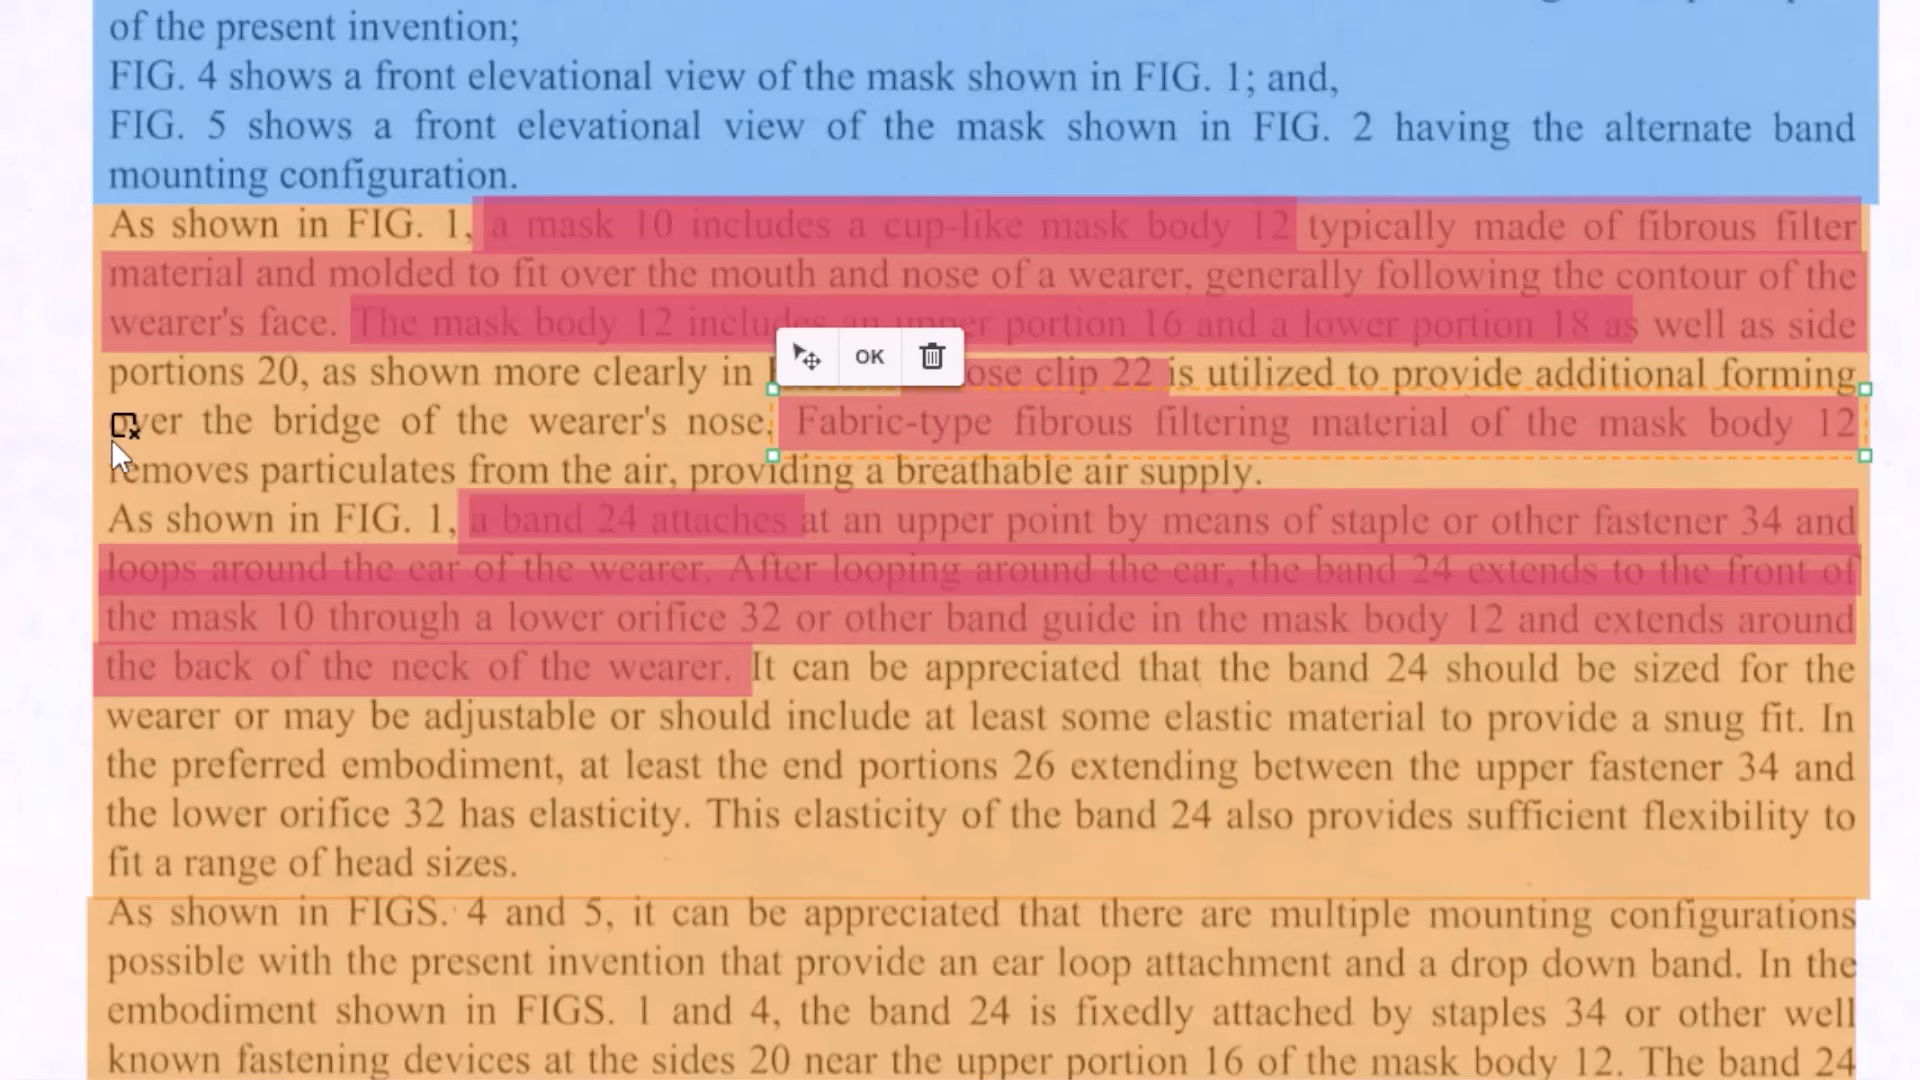 of the present invention;
FIG. 4 shows a front elevational view of the mask shown in FIG. 1; and,
FIG. 5 shows a front elevational view of the mask shown in FIG. 2 having the alternate band
mounting configuration.
As shown in FIG. 1, a mask 10 includes a cup-like mask body 12 typically made of fibrous filter
material and molded to fit over the mouth and nose of a wearer, generally following the contour of the
wearer's face. The mask body 12 includes an upper portion 16 and a lower portion 18 as well as side
OK
portions 20, as shown more clearly in clip 22 is utilized to provide additional forming
over the bridge of the wearer's nose. Fabric-type fibrous filtering material of the mask body 12
removes particulates from the air, providing a breathable air supply.
As shown in FIG. 1, a band 24 attaches at an upper point by means of staple or other fastener 34 and
loops around the ear of the wearer. After looping around the ear, the band 24 extends to the front of
the mask 10 through a lower orifice 32 or other band guide in the mask body 12 and extends around
the back of the neck of the wearer. It can be appreciated that the band 24 should be sized for the
wearer or may be adjustable or should include at least some elastic material to provide a snug fit. In
the preferred embodiment, at least the end portions 26 extending between the upper fastener 34 and
the lower orifice 32 has elasticity. This elasticity of the band 24 also provides sufficient flexibility to
fit a range of head sizes.
As shown in FIGS. 4 and 5, it can be appreciated that there are multiple mounting configurations
possible with the present invention that provide an ear loop attachment and a drop down band. In the
embodiment shown in FIGS. 1 and 4, the band 24 is fixedly attached by staples 34 or other well
known fastening devices at the sides 20 near the upper portion 16 of the mask body 12. The band 24